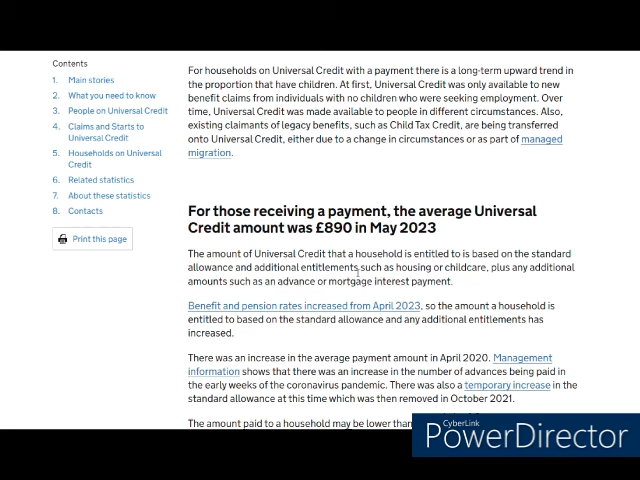 Contents
1. Main stories
2. What you need to know
3. People on Universal Credit
4. Claims and Starts to
Universal Credit
5. Households on Universal
Credit
6. Related statistics
7. About these statistics
8. Contacts
Print this page
For households on Universal Credit with a payment there is a long-term upward trend in
the proportion that have children. At first, Universal Credit was only available to new
benefit claims from individuals with no children who were seeking employment. Over
time, Universal Credit was made available to people in different circumstances. Also,
existing claimants of legacy benefits, such as Child Tax Credit, are being transferred
onto Universal Credit, either due to a change in circumstances or as part of managed
migration.
For those receiving a payment, the average Universal
Credit amount was £890 in May 2023
The amount of Universal Credit that a household is entitled to is based on the standard
allowance and additional entitlements such as housing or childcare, plus any additional
amounts such as an advance or mortgage interest payment.
Benefit and pension rates increased from April 2023, so the amount a household is
entitled to based on the standard allowance and any additional entitlements has
increased.
There was an increase in the average payment amount in April 2020. Management
information shows that there was an increase in the number of advances being paid in
the early weeks of the coronavirus pandemic. There was also a temporary increase in the
standard allowance at this time which was then removed in October 2021.
The amount paid to a household may be lower than
CyberLink
PowerDirector